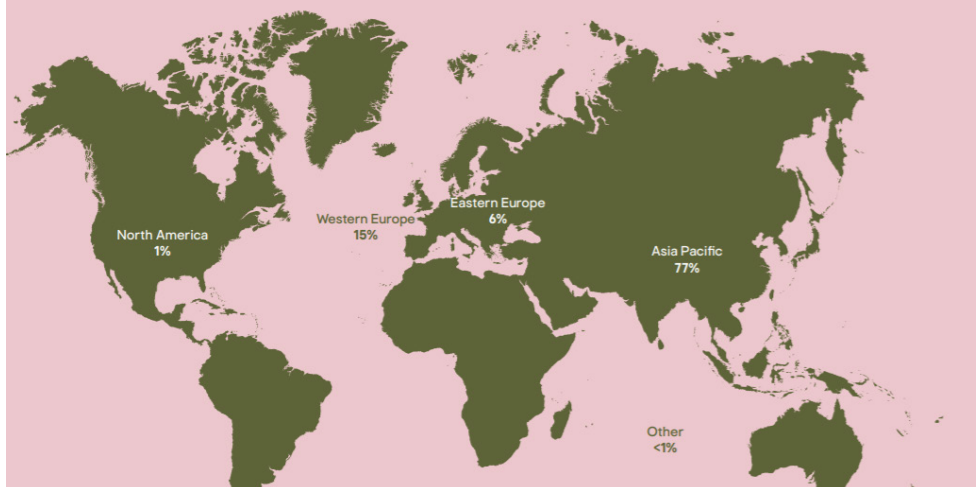 North America
1%
Western Europe
15%
Eastern Europe
6%
Asia Pacific
77%
Other
<1%